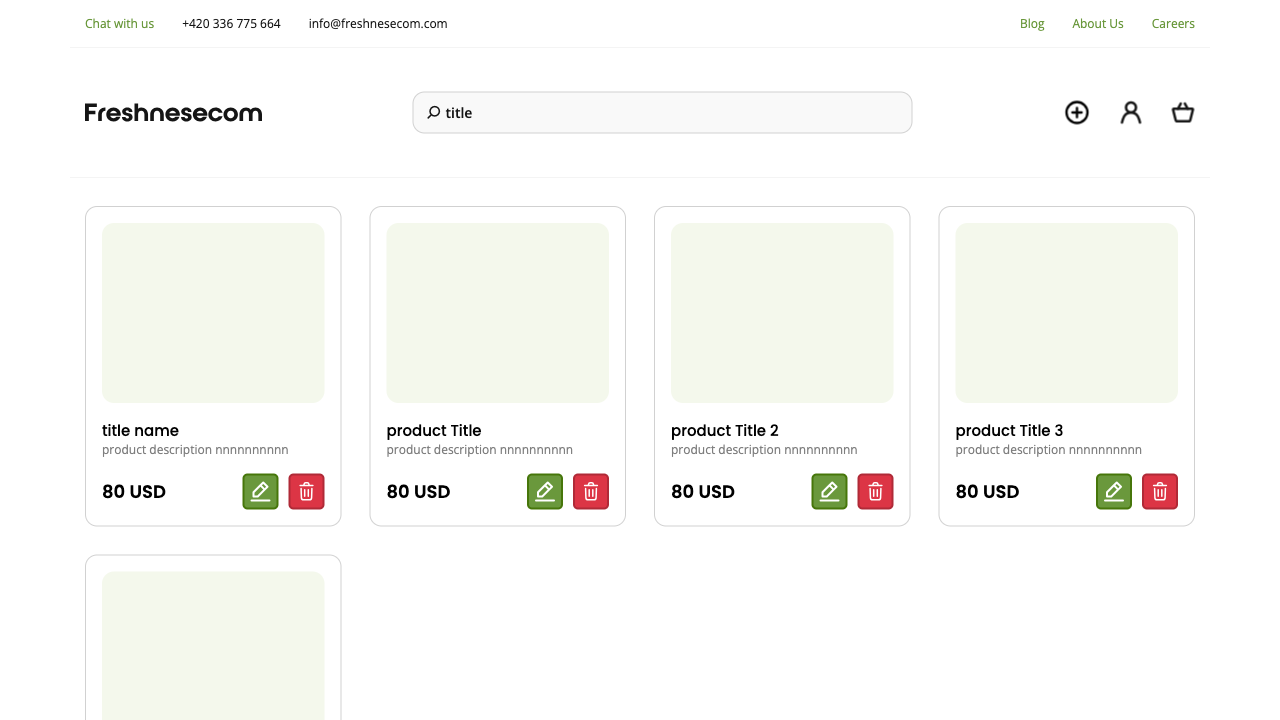 Chat with us +420 336 775 664 info@freshnesecom.com Blog About Us Careers
Freshnesecom title
title name
product description nnnnnnnnnn
80 USD
product Title
product description nnnnnnnnnn
80 USD
product Title 2
product description nnnnnnnnnn
80 USD
product Title 3
product description nnnnnnnnnn
80 USD